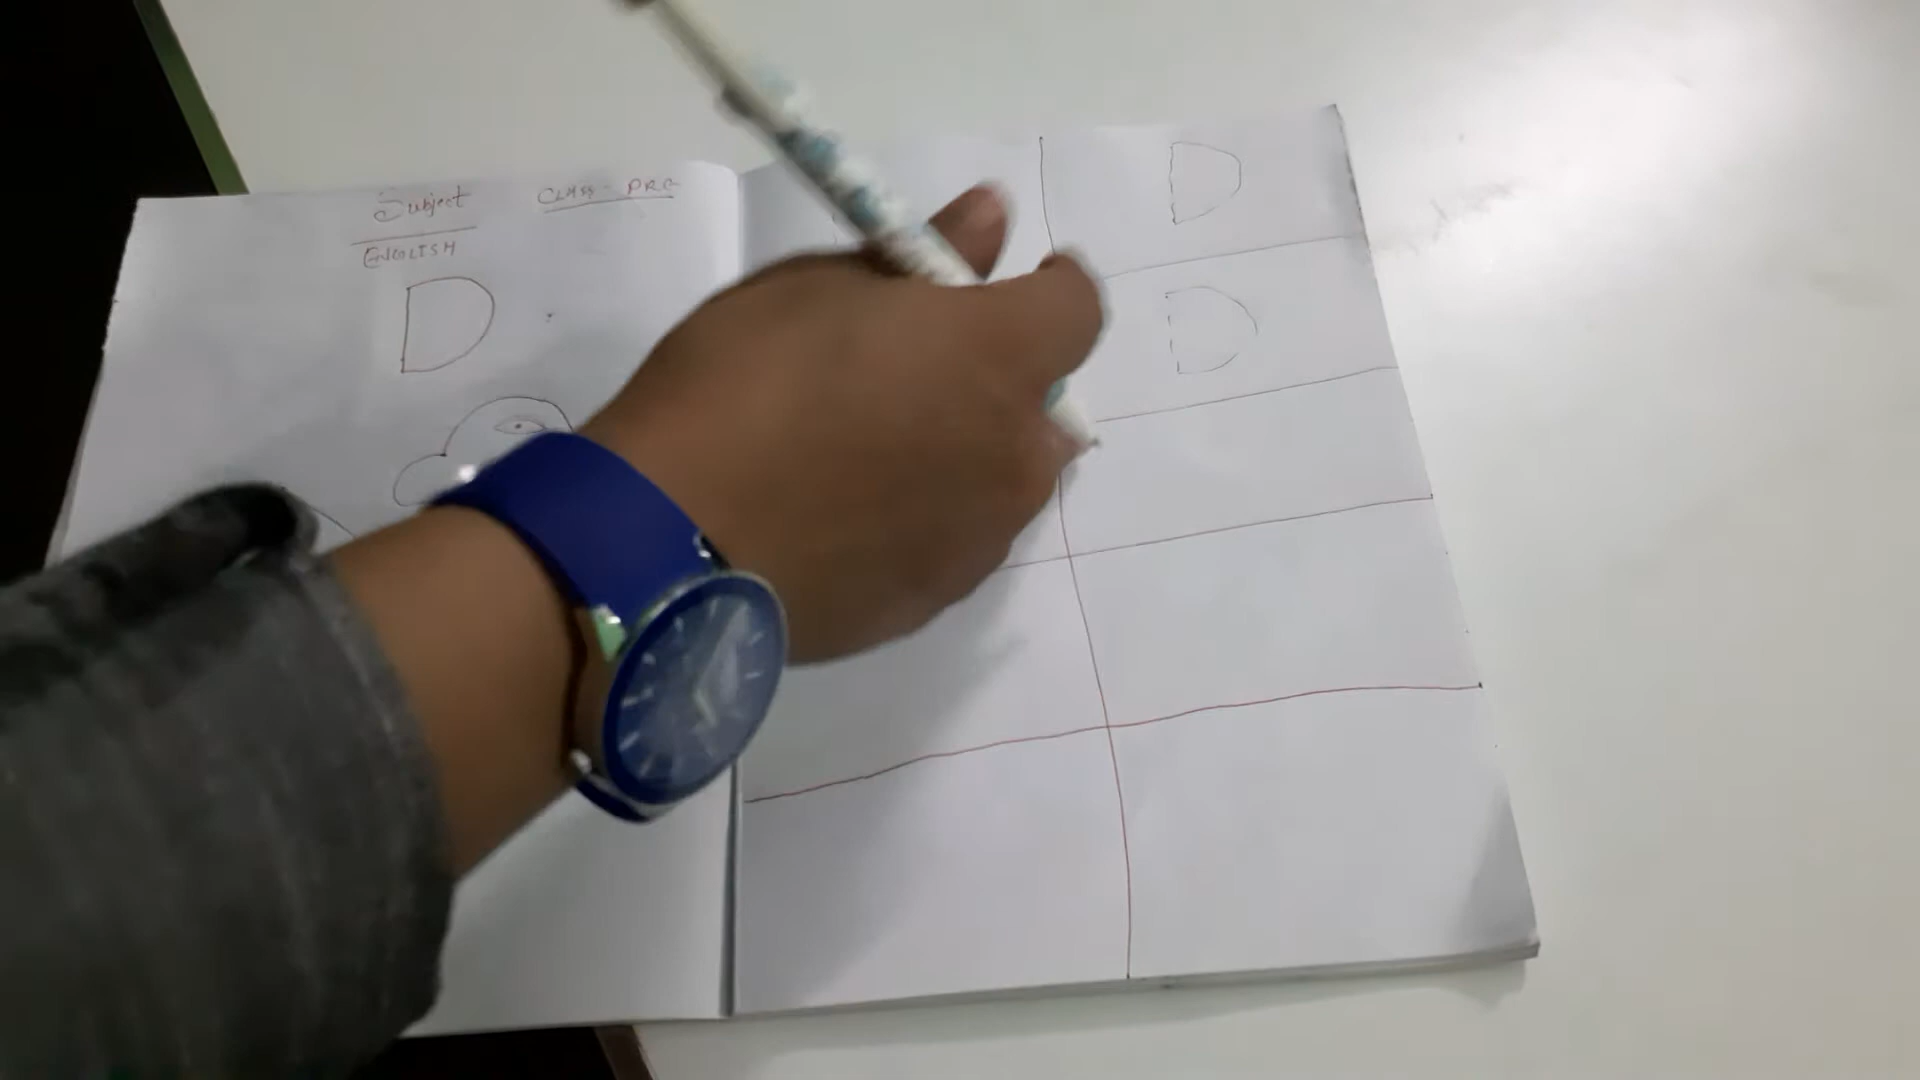 Subject
CLASS - PRE
ENGLISH
D
D
D